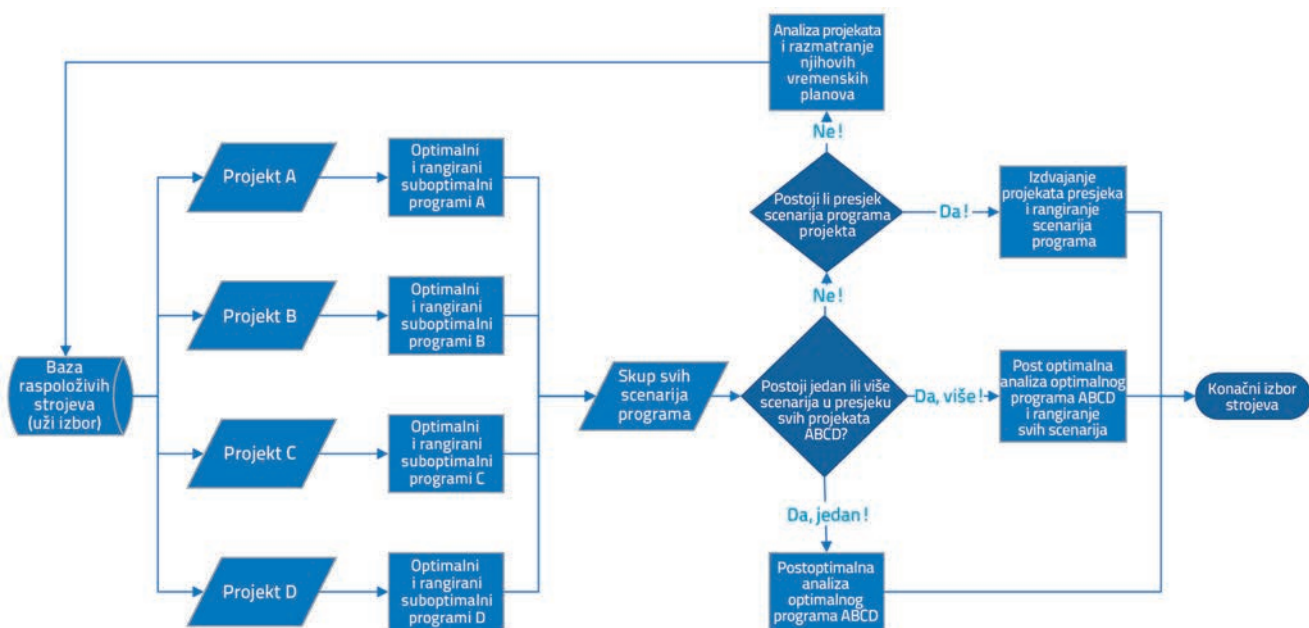 Analiza projekata
i razmatranje
njihovih
vremenskih
planova
Ne!
Projekt A
Optimalni
i rangirani
suboptimalni
programi A
Postoji li presjek
scenarija programa
projekta
Da!
Izdvajanje
projekata presjeka
i rangiranje
scenarija
programa
Projekt B
Optimalni
i rangirani
suboptimalni
programi B
Ne!
Baza
raspoloživih
strojeva
(uži izbor)
Skup svih
scenarija
programa
Postoji jedan ili više
scenarija u presjeku
svih projekata
ABCD?
Da, više!
Post optimalna
analiza optimalnog
programa ABCD
i rangiranje
svih scenarija
Konačni izbor
strojeva
Projekt C
Optimalni
i rangirani
suboptimalni
programi C
Da, jedan!
Projekt D
Optimalni
i rangirani
suboptimalni
programi D
Postoptimalna
analiza
optimalnog
programa ABCD